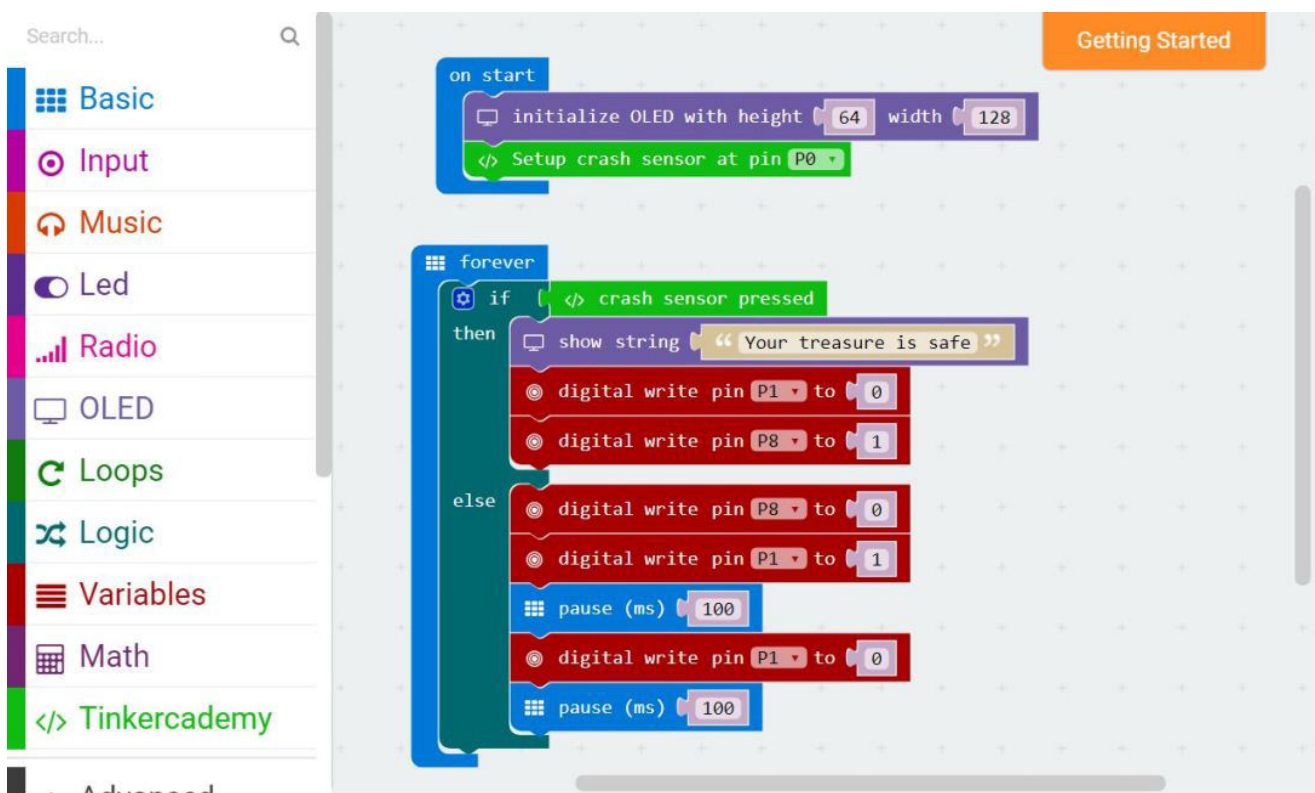 Search...
Basic
Input
Music
Led
Radio
OLED
Loops
Logic
Variables
Math
</> Tinkercademy
Getting Started
on start
initialize OLED with height 64 width 128
</> Setup crash sensor at pin P0
forever
if </> crash sensor pressed
then show string “ Your treasure is safe ”
digital write pin P1 to 0
digital write pin P8 to 1
else digital write pin P8 to 0
digital write pin P1 to 1
pause (ms) 100
digital write pin P1 to 0
pause (ms) 100